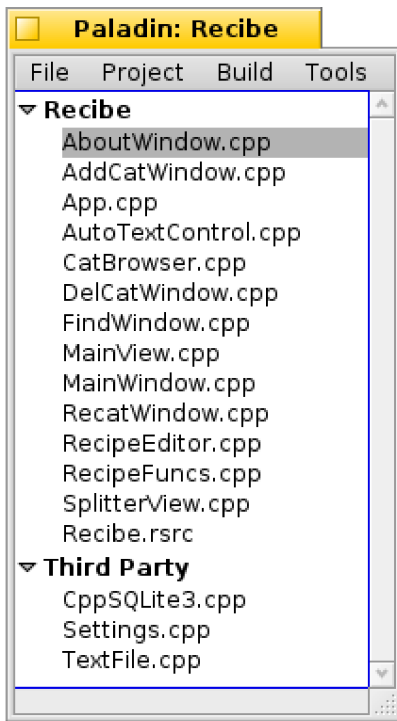 Paladin: Recibe
File Project Build Tools
Recibe
AboutWindow.cpp
AddCatWindow.cpp
App.cpp
AutoTextControl.cpp
CatBrowser.cpp
DelCatWindow.cpp
FindWindow.cpp
MainView.cpp
MainWindow.cpp
RecatWindow.cpp
RecipeEditor.cpp
RecipeFuncs.cpp
SplitterView.cpp
Recibe.rsrc
Third Party
CppSQLite3.cpp
Settings.cpp
TextFile.cpp